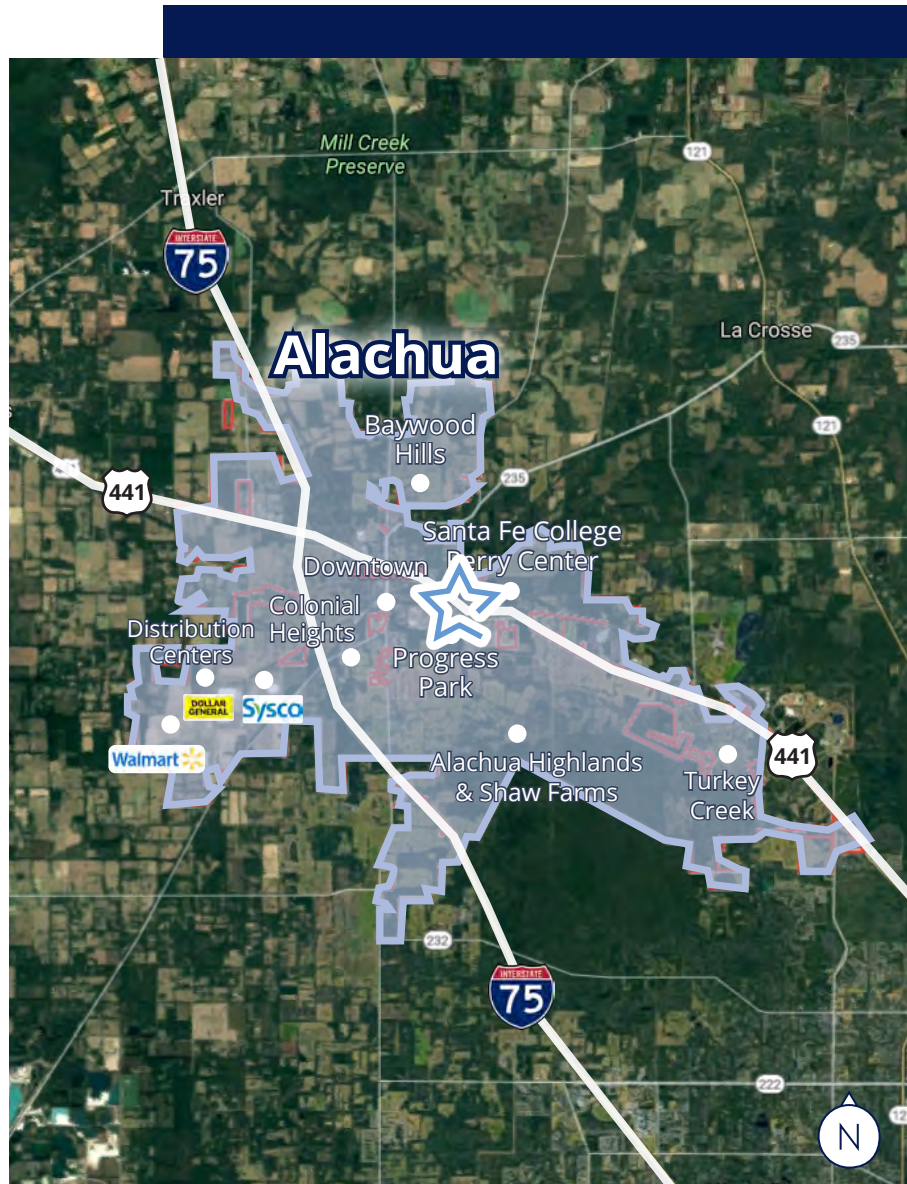 Mill Creek
Preserve
121
Traxler
INTERSTATE
75
La Crosse
235
Alachua
Baywood
Hills
121
441
235
Santa Fe College
Perry Center
Downtown
Colonial
Heights
Distribution
Centers
Progress
Park
DOLLAR
GENERAL
Sysco
Walmart
Alachua Highlands
& Shaw Farms
441
Turkey
Creek
232
INTERSTATE
75
222
N